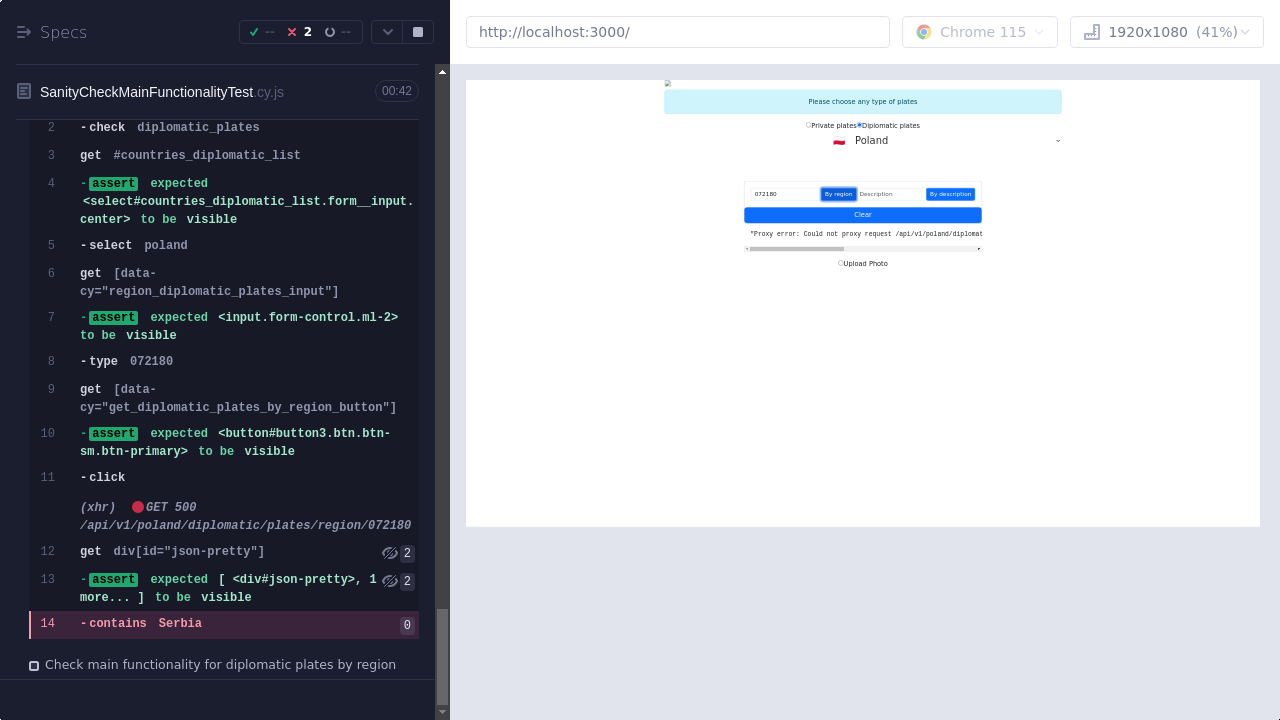 Specs
--
2
--
http://localhost:3000/
Chrome 115
1920x1080 (41%)
SanityCheckMainFunctionalityTest.cy.js
00:42
2 -check diplomatic_plates
3 get #countries_diplomatic_list
4 -assert expected
<select#countries_diplomatic_list.form__input.
center> to be visible
5 -select poland
6 get [data-
cy="region_diplomatic_plates_input"]
7 -assert expected <input.form-control.ml-2>
to be visible
8 -type 072180
9 get [data-
cy="get_diplomatic_plates_by_region_button"]
10 -assert expected <button#button3.btn.btn-
sm.btn-primary> to be visible
11 -click
(xhr) GET 500
/api/v1/poland/diplomatic/plates/region/072180
12 get div[id="json-pretty"] 2
13 -assert expected [ <div#json-pretty>, 1 2
more... ] to be visible
14 -contains Serbia 0
Check main functionality for diplomatic plates by region
Please choose any type of plates
Private plates Diplomatic plates
Poland
072180 By region Description By description
Clear
"Proxy error: Could not proxy request /api/v1/poland/diplomat
Upload Photo